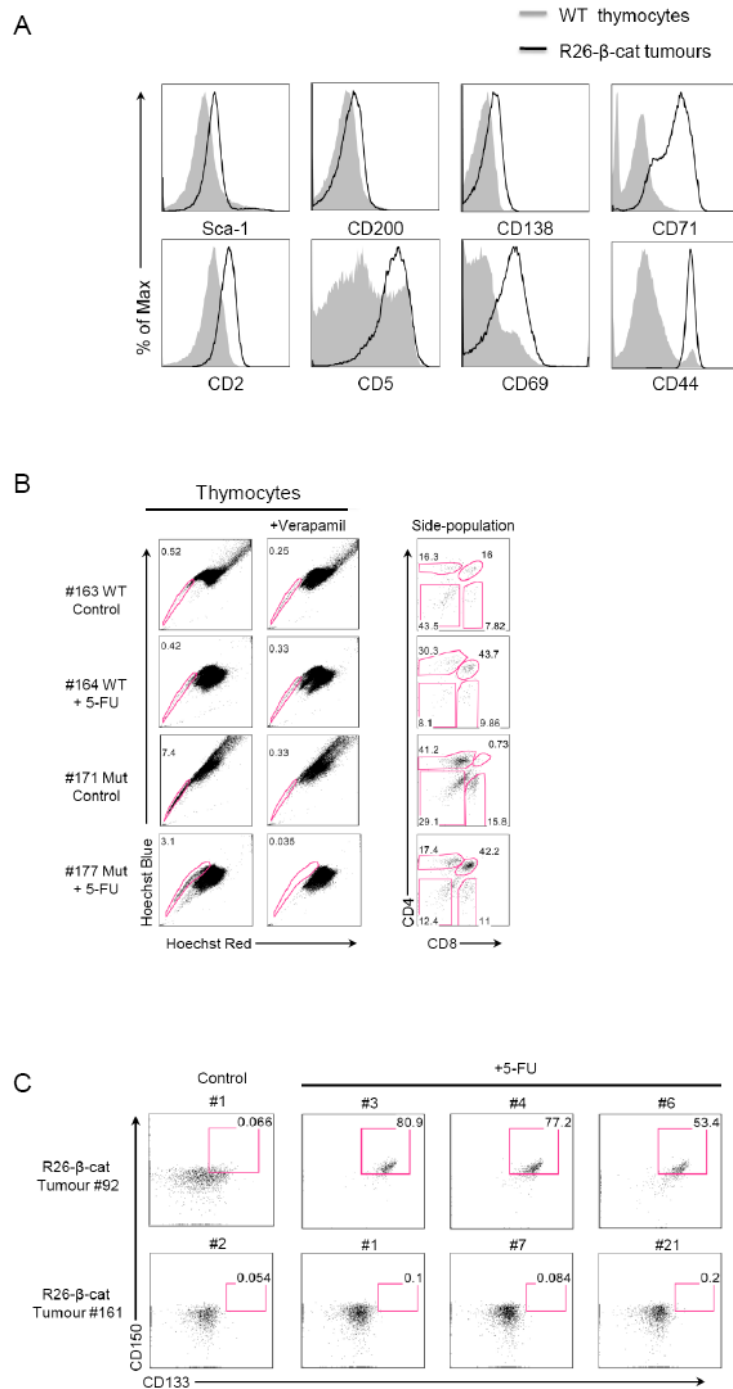 A
WT thymocytes
R26-β-cat tumours
% of Max
Sca-1 CD200 CD138 CD71
CD2 CD5 CD69 CD44
B
Thymocytes
+Verapamil Side-population
#163 WT
Control
0.52 0.25 16.3 16
43.5 7.82
#164 WT
+ 5-FU
0.42 0.33 30.3 43.7
8.1 9.86
#171 Mut
Control
7.4 0.33 41.2 0.73
29.1 15.8
#177 Mut
+ 5-FU
3.1 0.035 17.4 42.2
12.4 11
Hoechst Blue
Hoechst Red
CD4
CD8
C
Control +5-FU
#1 #3 #4 #6
R26-β-cat
Tumour #92
0.066 80.9 77.2 53.4
#2 #1 #7 #21
R26-β-cat
Tumour #161
0.054 0.1 0.084 0.2
CD150
CD133